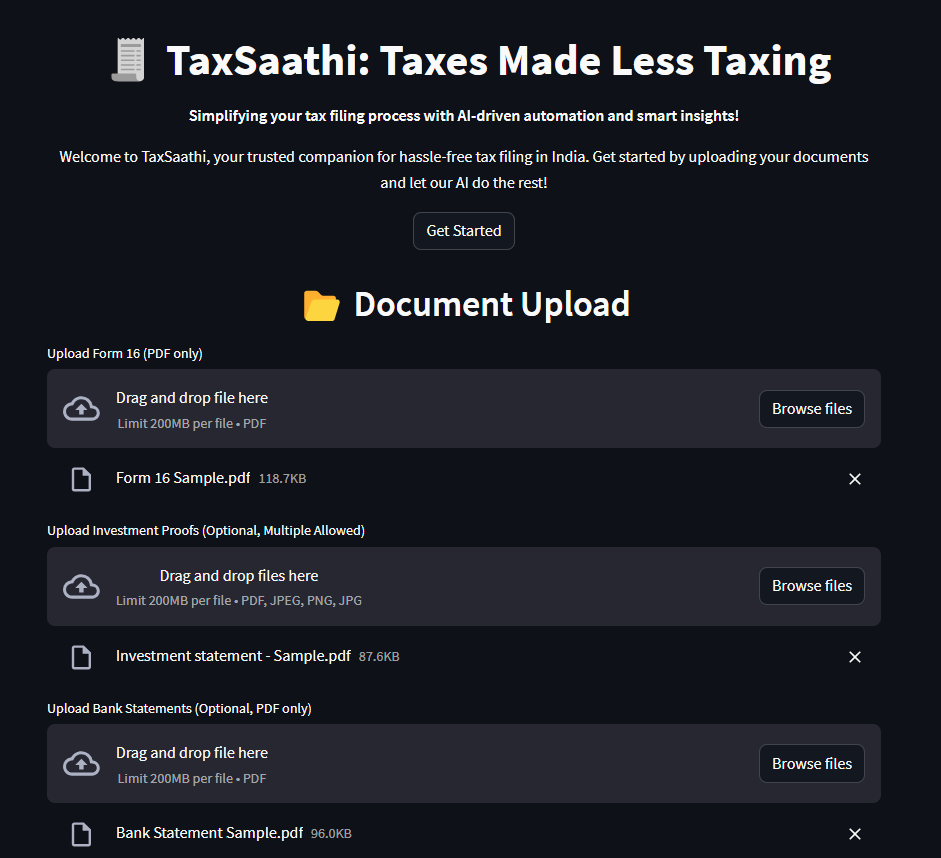 TaxSaathi: Taxes Made Less Taxing
Simplifying your tax filing process with AI-driven automation and smart insights!
Welcome to TaxSaathi, your trusted companion for hassle-free tax filing in India. Get started by uploading your documents
and let our AI do the rest!
Get Started
Document Upload
Upload Form 16 (PDF only)
Drag and drop file here
Limit 200MB per file • PDF
Browse files
Form 16 Sample.pdf 118.7KB
Upload Investment Proofs (Optional, Multiple Allowed)
Drag and drop files here
Limit 200MB per file • PDF, JPEG, PNG, JPG
Browse files
Investment statement - Sample.pdf 87.6KB
Upload Bank Statements (Optional, PDF only)
Drag and drop file here
Limit 200MB per file • PDF
Browse files
Bank Statement Sample.pdf 96.0KB